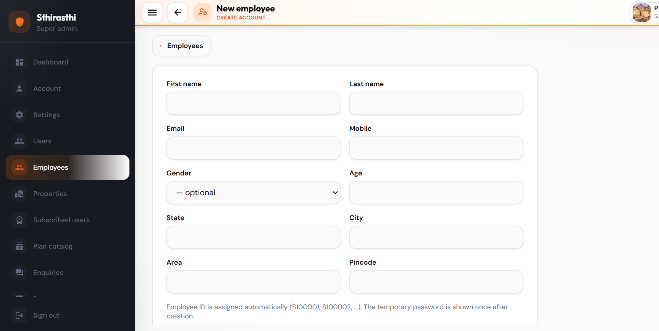 Sthirasthi
Super admin
Dashboard
Account
Settings
Users
Employees
Properties
Subscribed users
Plan catalog
Enquiries
Sign out
New employee
CREATE ACCOUNT
Employees
First name
Last name
Email
Mobile
Gender
Age
— optional
State
City
Area
Pincode
Employee ID is assigned automatically (S100001, S100002, …). The temporary password is shown once after
creation.